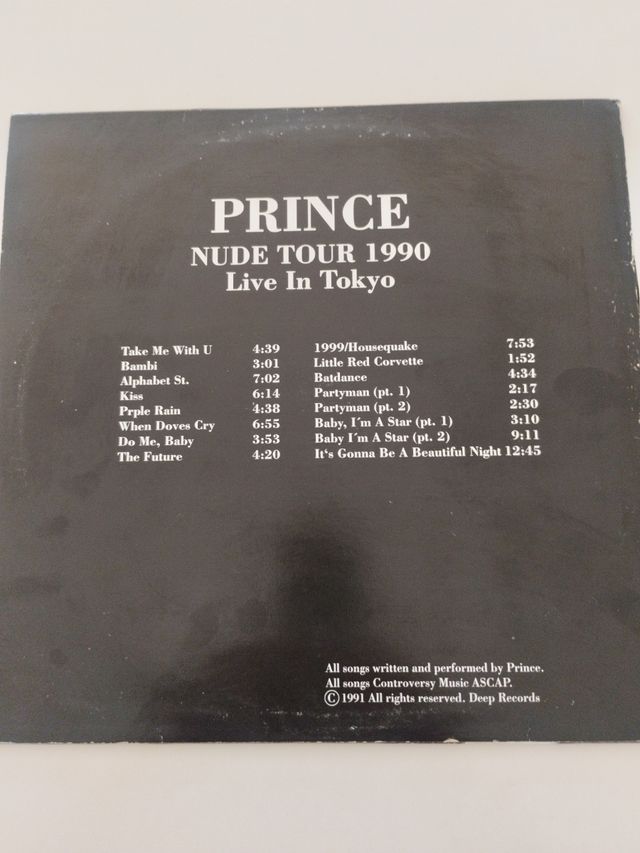 PRINCE
NUDE TOUR 1990
Live In Tokyo
Take Me With U 4:39
Bambi 3:01
Alphabet St. 7:02
Kiss 6:14
Prple Rain 4:38
When Doves Cry 6:55
Do Me, Baby 3:53
The Future 4:20
1999/Housequake 7:53
Little Red Corvette 1:52
Batdance 4:34
Partyman (pt. 1) 2:17
Partyman (pt. 2) 2:30
Baby, I´m A Star (pt. 1) 3:10
Baby I´m A Star (pt. 2) 9:11
It‘s Gonna Be A Beautiful Night 12:45
All songs written and performed by Prince.
All songs Controversy Music ASCAP.
©1991 All rights reserved. Deep Records